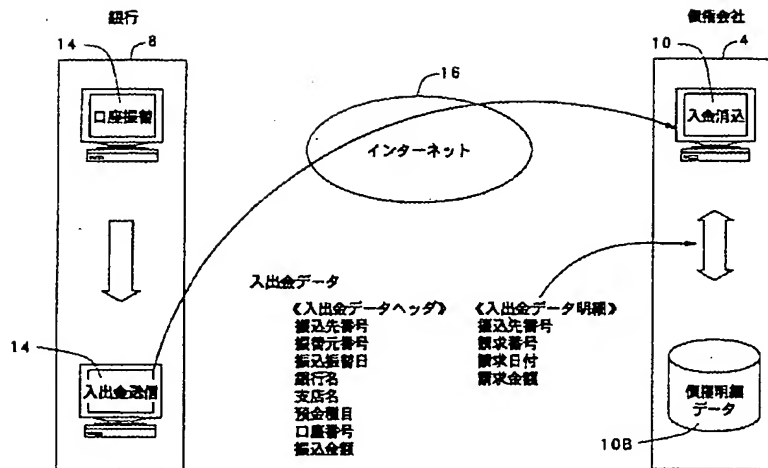 銀行
債権会社
14
8
10
4
16
口座振替
入金消込
インターネット
入出金データ
《入出金データヘッダ》
振込先番号
振替元番号
振込振替日
銀行名
支店名
預金種目
口座番号
振込金額
《入出金データ明細》
振込先番号
請求番号
請求日付
請求金額
14
入出金送信
債権明細
データ
10B